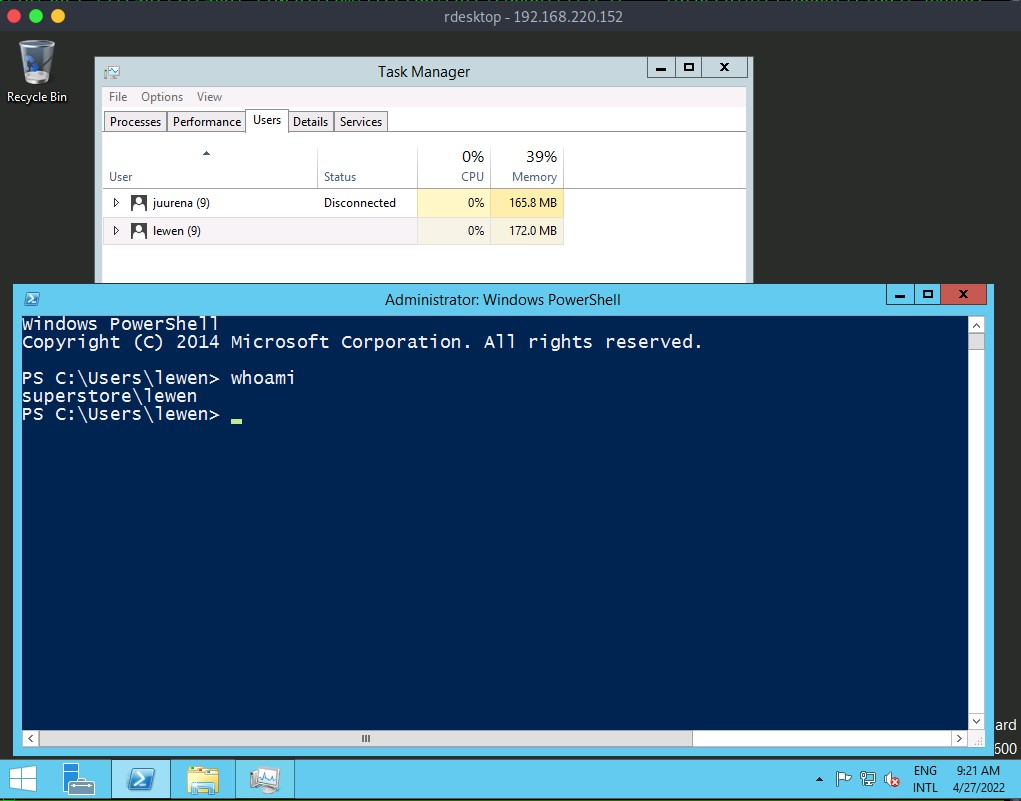 rdesktop - 192.168.220.152
Recycle Bin
Task Manager
File Options View
Processes Performance Users Details Services
0% 39%
User Status CPU Memory
juurena (9) Disconnected 0% 165.8 MB
lewen (9) 0% 172.0 MB
Administrator: Windows PowerShell
Windows PowerShell
Copyright (C) 2014 Microsoft Corporation. All rights reserved.
PS C:\Users\lewen> whoami
superstore\lewen
PS C:\Users\lewen>
ard
600
ENG 9:21 AM
INTL 4/27/2022